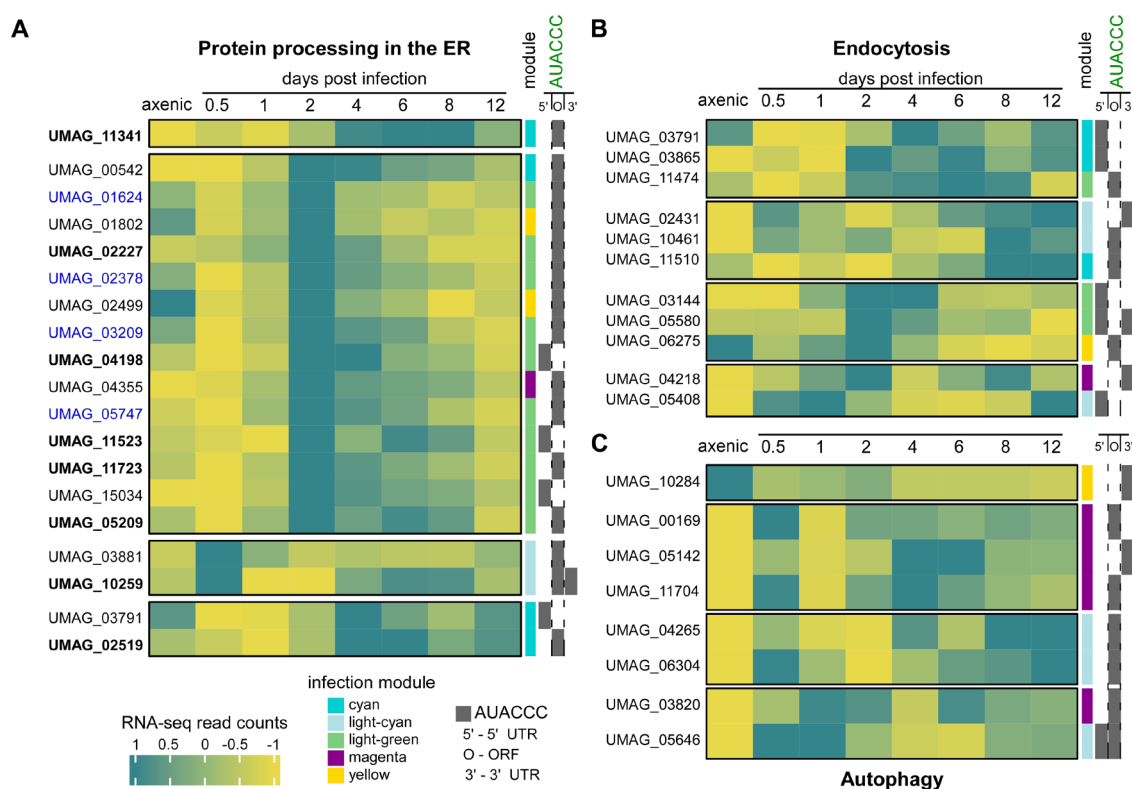 A
Protein processing in the ER
module
AUACCC
days post infection
axenic 0.5 1 2 4 6 8 12
5' O 3'
UMAG_11341
UMAG_00542
UMAG_01624
UMAG_01802
UMAG_02227
UMAG_02378
UMAG_02499
UMAG_03209
UMAG_04198
UMAG_04355
UMAG_05747
UMAG_11523
UMAG_11723
UMAG_15034
UMAG_05209
UMAG_03881
UMAG_10259
UMAG_03791
UMAG_02519
RNA-seq read counts
1 0.5 0 -0.5 -1
infection module
cyan
light-cyan
light-green
magenta
yellow
AUACCC
5' - 5' UTR
O - ORF
3' - 3' UTR
B
Endocytosis
module
AUACCC
days post infection
axenic 0.5 1 2 4 6 8 12
5' O 3
UMAG_03791
UMAG_03865
UMAG_11474
UMAG_02431
UMAG_10461
UMAG_11510
UMAG_03144
UMAG_05580
UMAG_06275
UMAG_04218
UMAG_05408
C
axenic 0.5 1 2 4 6 8 12
5' O 3'
UMAG_10284
UMAG_00169
UMAG_05142
UMAG_11704
UMAG_04265
UMAG_06304
UMAG_03820
UMAG_05646
Autophagy